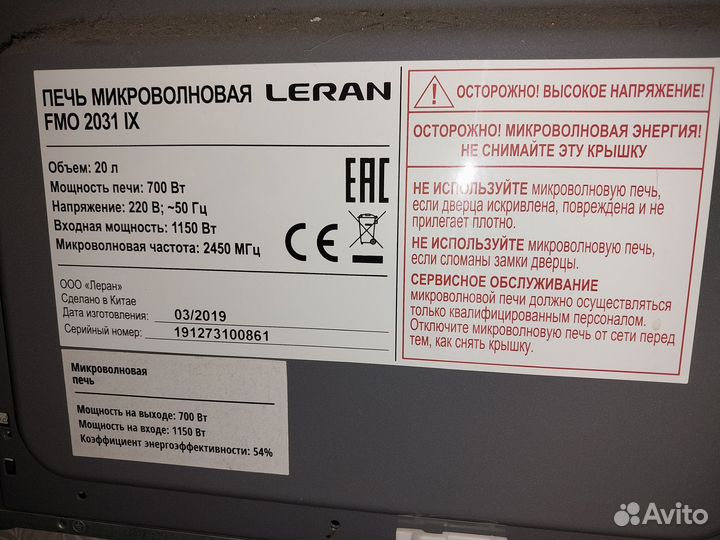 ПЕЧЬ МИКРОВОЛНОВАЯ LERAN
FMO 2031 IX
Объем: 20 л
Мощность печи: 700 Вт
Напряжение: 220 В; ~50 Гц
Входная мощность: 1150 Вт
Микроволновая частота: 2450 МГц
EAC
CE
ООО «Леран»
Сделано в Китае
Дата изготовления: 03/2019
Серийный номер: 191273100861
Микроволновая
печь
Мощность на выходе: 700 Вт
Мощность на входе: 1150 Вт
Коэффициент энергоэффективности: 54%
ОСТОРОЖНО! ВЫСОКОЕ НАПРЯЖЕНИЕ!
ОСТОРОЖНО! МИКРОВОЛНОВАЯ ЭНЕРГИЯ!
НЕ СНИМАЙТЕ ЭТУ КРЫШКУ
НЕ ИСПОЛЬЗУЙТЕ микроволновую печь,
если дверца искривлена, повреждена и не
прилегает плотно.
НЕ ИСПОЛЬЗУЙТЕ микроволновую печь,
если сломаны замки дверцы.
СЕРВИСНОЕ ОБСЛУЖИВАНИЕ
микроволновой печи должно осуществляться
только квалифицированным персоналом.
Отключите микроволновую печь от сети перед
тем, как снять крышку.
Avito